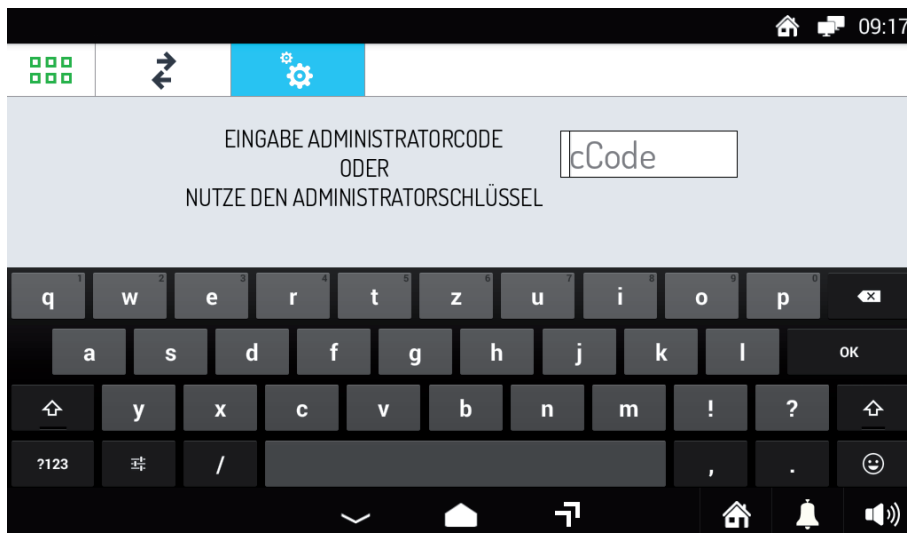 09:17
EINGABE ADMINISTRATORCODE
ODER
NUTZE DEN ADMINISTRATORSCHLÜSSEL
cCode
q 1 w 2 e 3 r 4 t 5 z 6 u 7 i 8 o 9 p 0
a s d f g h j k l OK
y x c v b n m ! ?
?123 / , .